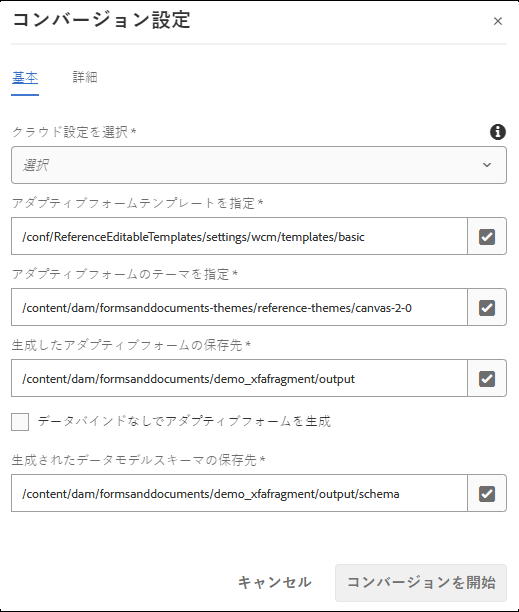 コンバージョン設定
基本 詳細
クラウド設定を選択 *
選択
アダプティブフォームテンプレートを指定 *
/conf/ReferenceEditableTemplates/settings/wcm/templates/basic
アダプティブフォームのテーマを指定 *
/content/dam/formsanddocuments-themes/reference-themes/canvas-2-0
生成したアダプティブフォームの保存先 *
/content/dam/formsanddocuments/demo_xfafragment/output
データバインドなしでアダプティブフォームを生成
生成されたデータモデルスキーマの保存先 *
/content/dam/formsanddocuments/demo_xfafragment/output/schema
キャンセル コンバージョンを開始